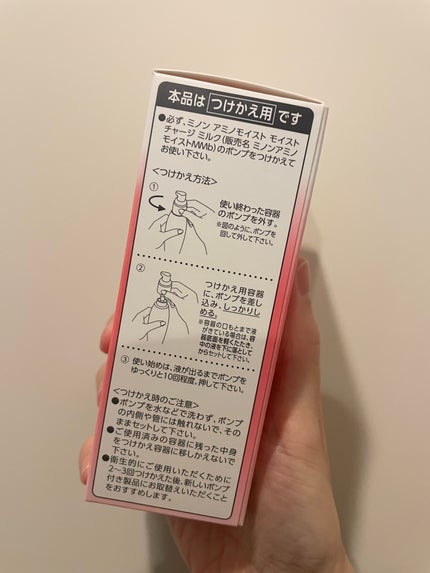 本品は つけかえ用 です
●必ず、ミノン アミノモイスト モイスト
チャージ ミルク(販売名 ミノンアミノ
モイストMMb)のポンプをつけかえて
お使い下さい。
<つけかえ方法>
①
使い終わった容器
のポンプを外す。
※図のように、ポンプを
回して外して下さい。
②
つけかえ用容器
に、ポンプを差し
込み、しっかりし
める。
※容器の口もとまで液
がきている場合は、容
器底面を軽くたたき、
中の液を下に落として
からセットして下さい。
③ 使い始めは、液が出るまでポンプを
ゆっくりと10回程度、押して下さい。
<つけかえ時のご注意>
●ポンプを水などで洗わず、ポンプ
の内側や管には触れないで、その
ままセットして下さい。
●ご使用済みの容器に残った中身
をつけかえ容器に移しかえないで
下さい。
●衛生的にご使用いただくために
2〜3回つけかえた後、新しいポンプ
付き製品にお取替えいただくこと
をおすすめします。